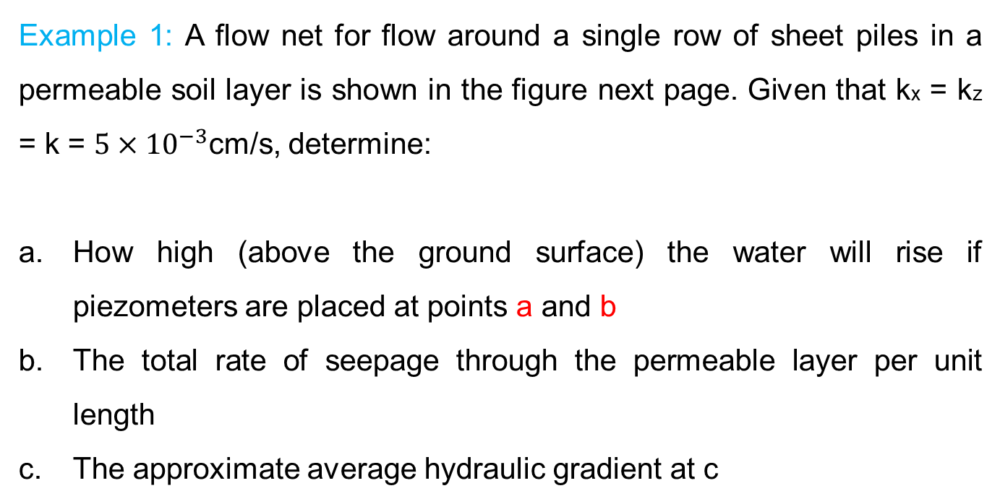 Example 1: A flow net for flow around a single row of sheet piles in a
permeable soil layer is shown in the figure next page. Given that kx = kz
= k = 5 × 10⁻³cm/s, determine:
a. How high (above the ground surface) the water will rise if
piezometers are placed at points a and b
b. The total rate of seepage through the permeable layer per unit
length
c. The approximate average hydraulic gradient at c